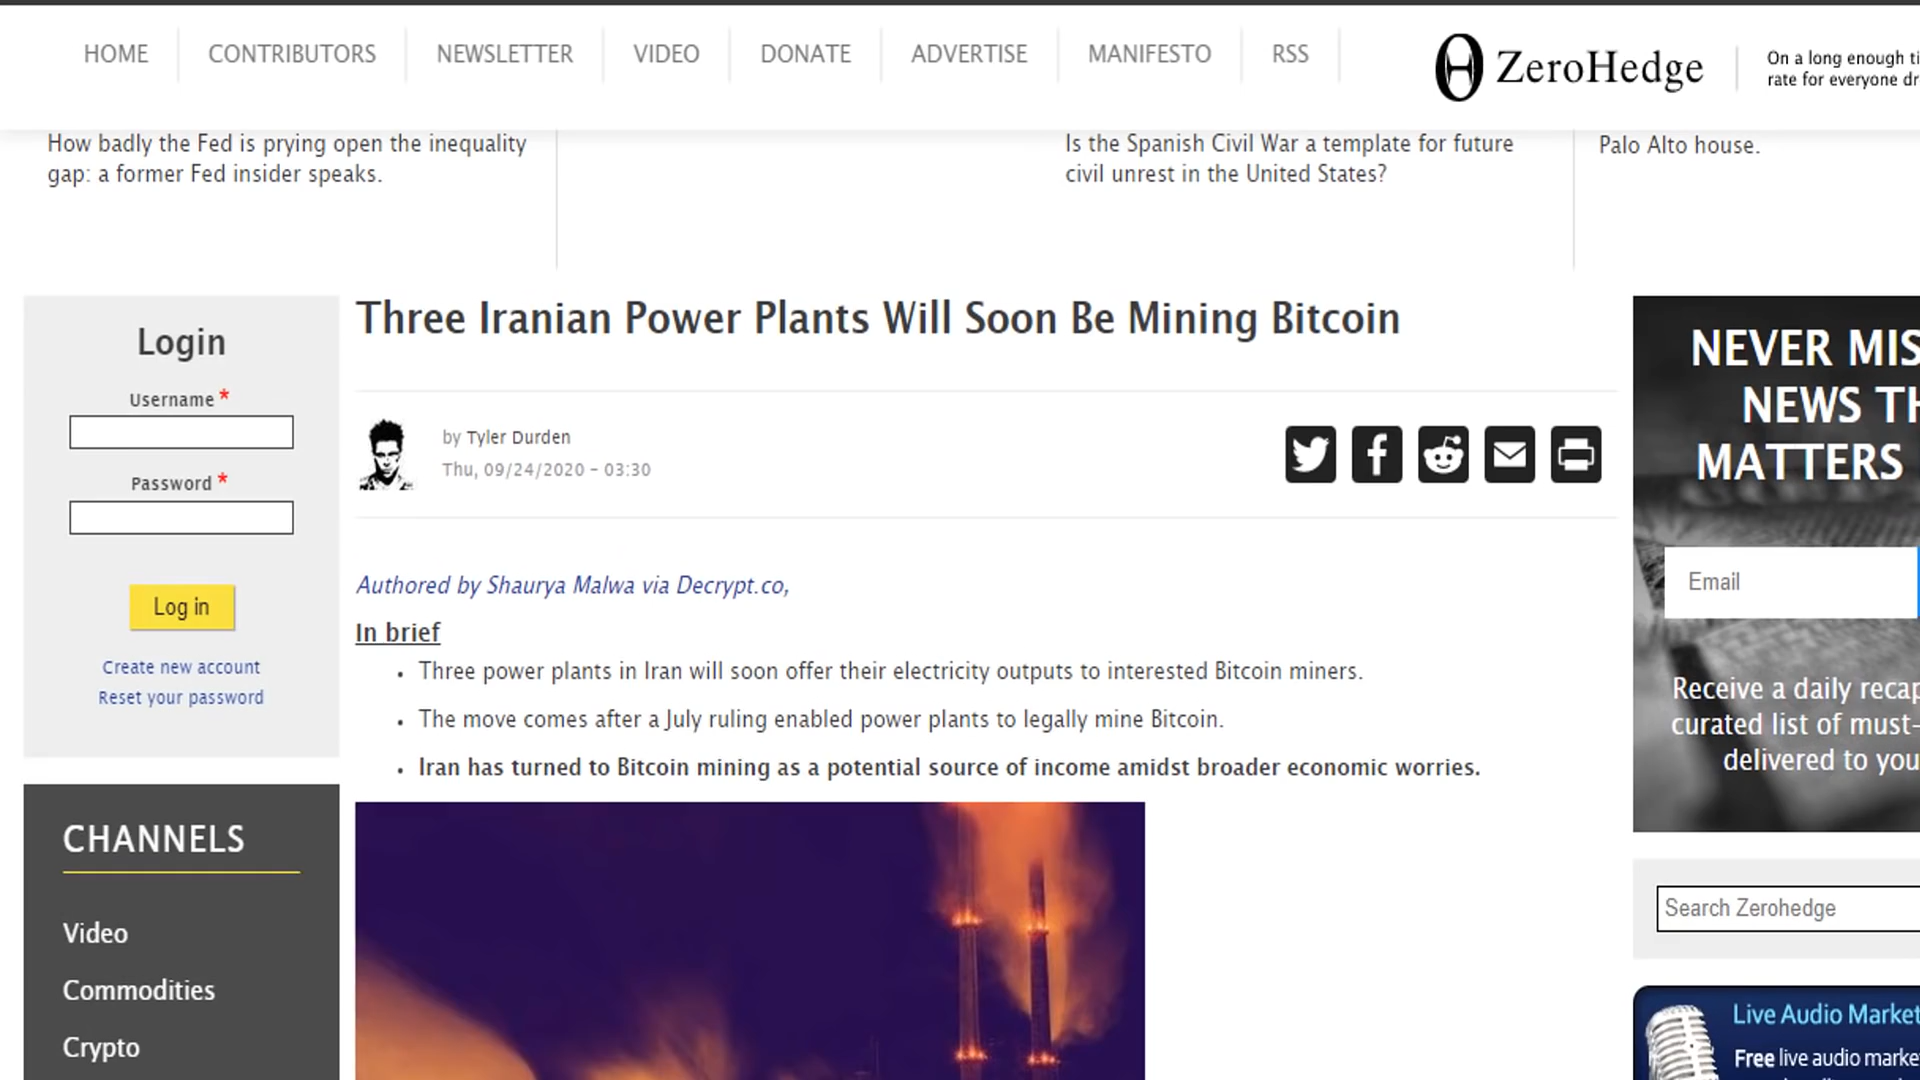 HOME
CONTRIBUTORS
NEWSLETTER
VIDEO
DONATE
ADVERTISE
MANIFESTO
RSS
ZeroHedge
On a long enough
rate for everyone
How badly the Fed is prying open the inequality
gap: a former Fed insider speaks.
Is the Spanish Civil War a template for future
civil unrest in the United States?
Palo Alto house.
Login
Username *
Password *
Log in
Create new account
Reset your password
CHANNELS
Video
Commodities
Crypto
Three Iranian Power Plants Will Soon Be Mining Bitcoin
by Tyler Durden
Thu, 09/24/2020 - 03:30
Authored by Shaurya Malwa via Decrypt.co,
In brief
• Three power plants in Iran will soon offer their electricity outputs to interested Bitcoin miners.
• The move comes after a July ruling enabled power plants to legally mine Bitcoin.
• Iran has turned to Bitcoin mining as a potential source of income amidst broader economic worries.
NEVER MIS
NEWS TH
MATTERS
Email
Receive a daily recap
curated list of must-
delivered to you
Search Zerohedge
Live Audio Market
Free live audio marke